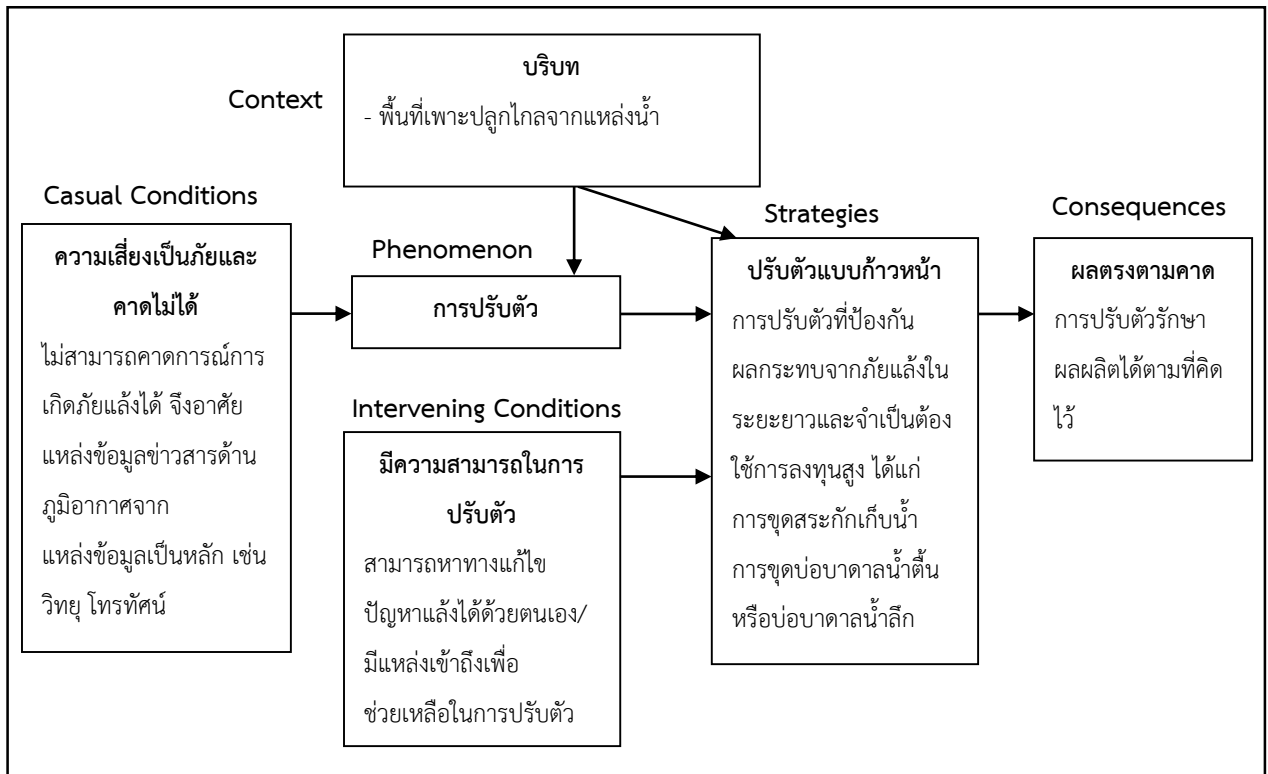 บริบท
Context
- พื้นที่เพาะปลูกไกลจากแหล่งน้ำ
Casual Conditions
ความเสี่ยงเป็นภัยและ
คาดไม่ได้
ไม่สามารถคาดการณ์การ
เกิดภัยแล้งได้ จึงอาศัย
แหล่งข้อมูลข่าวสารด้าน
ภูมิอากาศจาก
แหล่งข้อมูลเป็นหลัก เช่น
วิทยุ โทรทัศน์
Phenomenon
การปรับตัว
Intervening Conditions
มีความสามารถในการ
ปรับตัว
สามารถหาทางแก้ไข
ปัญหาแล้งได้ด้วยตนเอง/
มีแหล่งเข้าถึงเพื่อ
ช่วยเหลือในการปรับตัว
Strategies
ปรับตัวแบบก้าวหน้า
การปรับตัวที่ป้องกัน
ผลกระทบจากภัยแล้งใน
ระยะยาวและจำเป็นต้อง
ใช้การลงทุนสูง ได้แก่
การขุดสระกักเก็บน้ำ
การขุดบ่อบาดาลน้ำตื้น
หรือบ่อบาดาลน้ำลึก
Consequences
ผลตรงตามคาด
การปรับตัวรักษา
ผลผลิตได้ตามที่คิด
ไว้